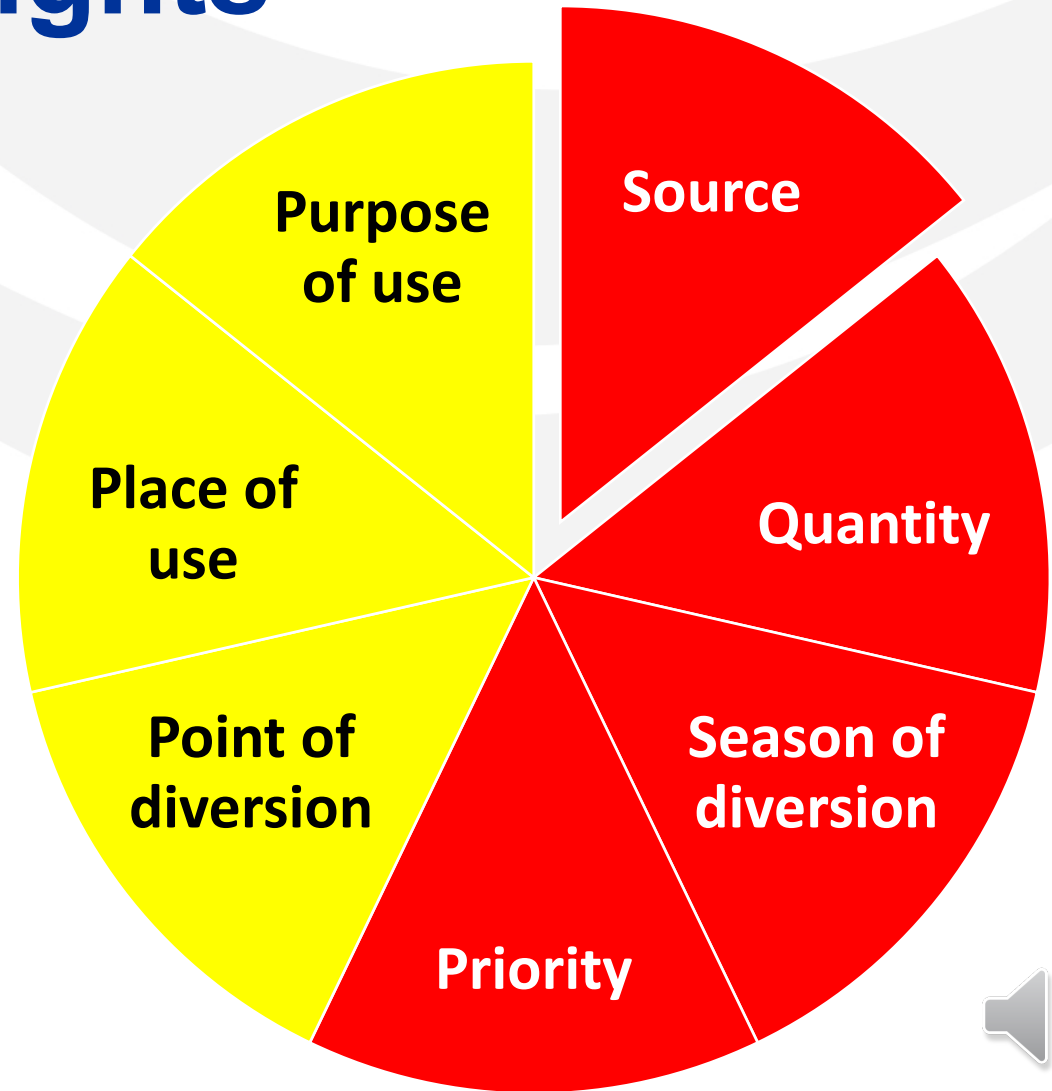 Source
Quantity
Season of
diversion
Priority
Point of
diversion
Place of
use
Purpose
of use